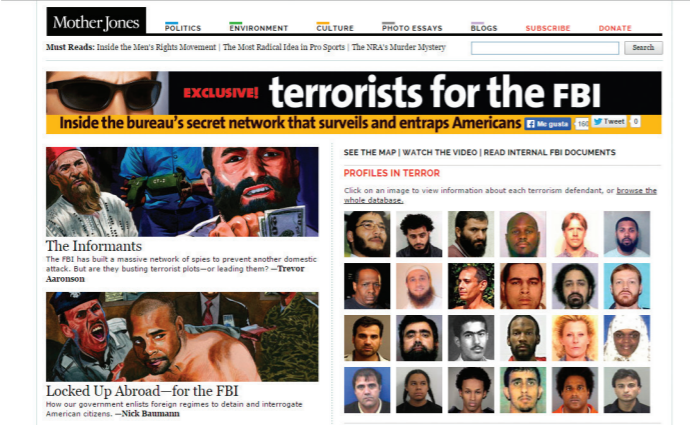 Mother Jones
POLITICS ENVIRONMENT CULTURE PHOTO ESSAYS BLOGS SUBSCRIBE DONATE
Must Reads: Inside the Men's Rights Movement | The Most Radical Idea in Pro Sports | The NRA's Murder Mystery
Search
EXCLUSIVE! terrorists for the FBI
Inside the bureau's secret network that surveils and entraps Americans
Me gusta 160 Tweet 0
SEE THE MAP | WATCH THE VIDEO | READ INTERNAL FBI DOCUMENTS
PROFILES IN TERROR
Click on an image to view information about each terrorism defendant, or browse the
whole database.
The Informants
The FBI has built a massive network of spies to prevent another domestic
attack. But are they busting terrorist plots—or leading them? —Trevor
Aaronson
Locked Up Abroad—for the FBI
How our government enlists foreign regimes to detain and interrogate
American citizens. —Nick Baumann